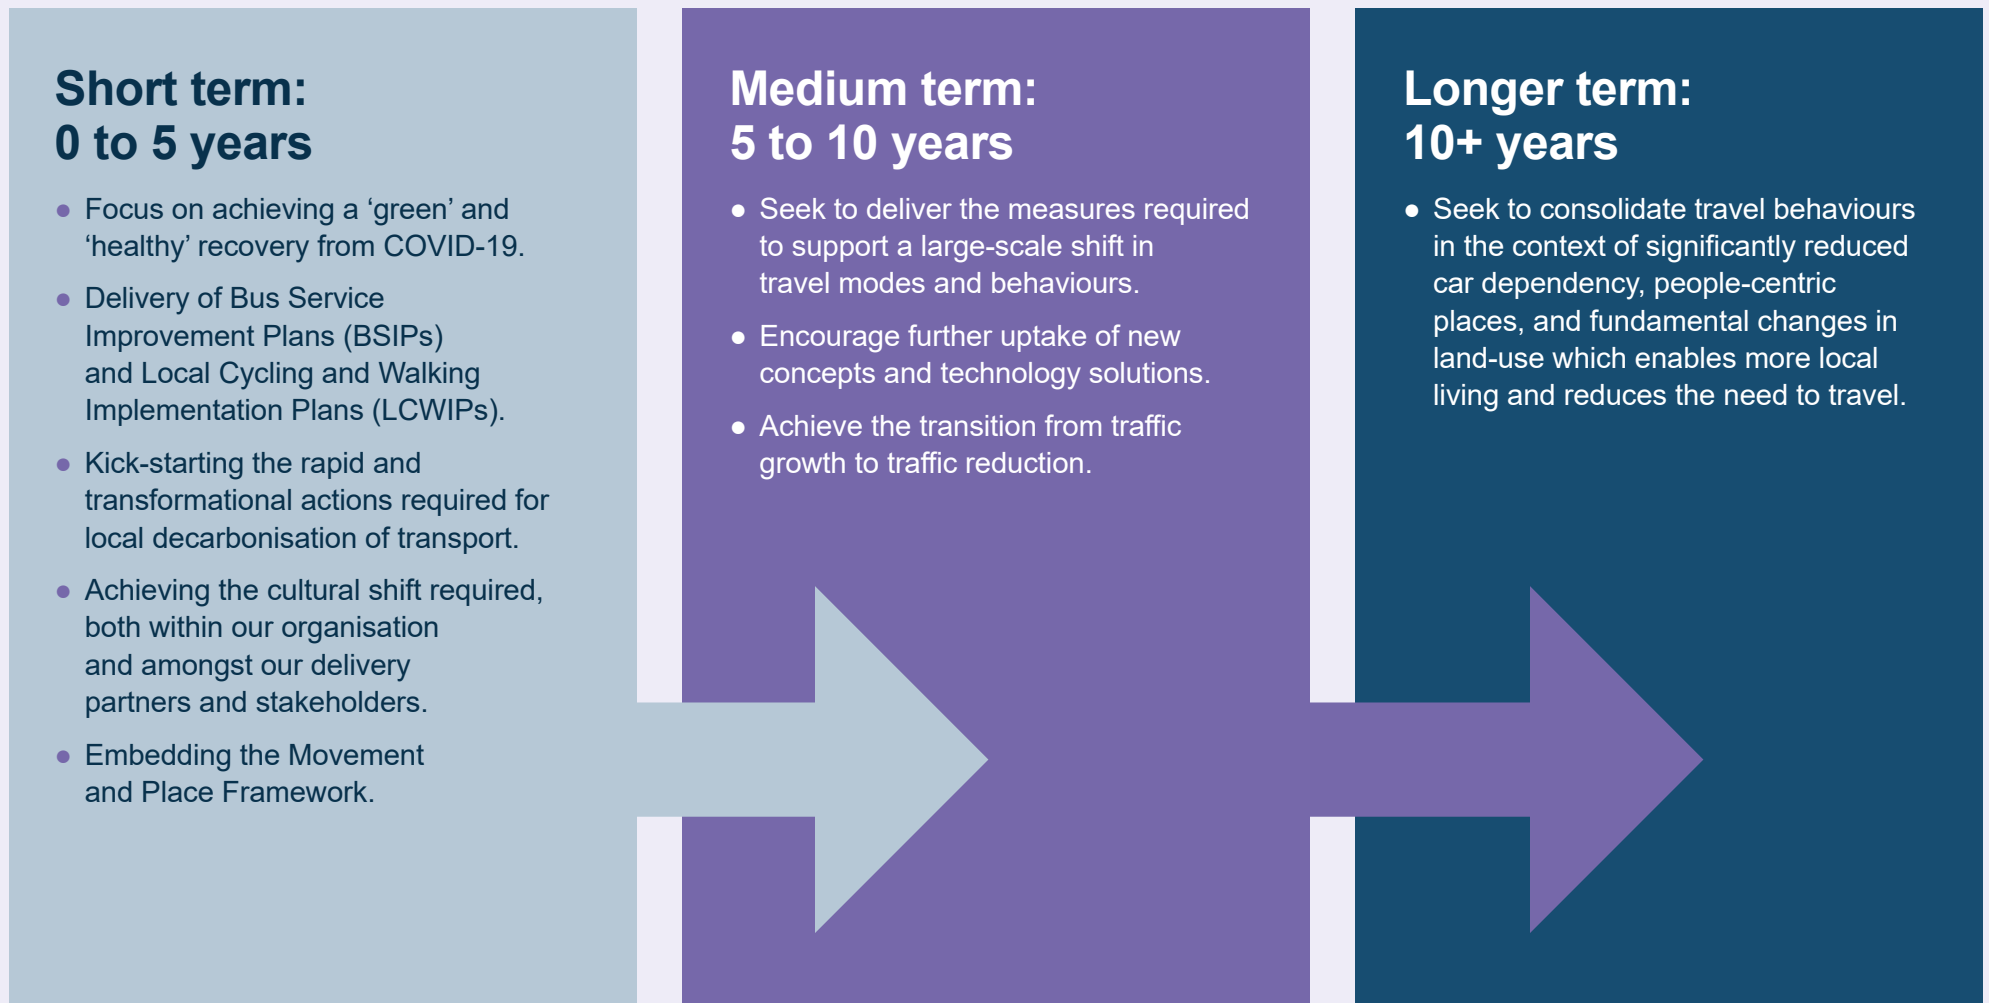 Short term:
0 to 5 years
● Focus on achieving a ‘green’ and
‘healthy’ recovery from COVID-19.
● Delivery of Bus Service
Improvement Plans (BSIPs)
and Local Cycling and Walking
Implementation Plans (LCWIPs).
● Kick-starting the rapid and
transformational actions required for
local decarbonisation of transport.
● Achieving the cultural shift required,
both within our organisation
and amongst our delivery
partners and stakeholders.
● Embedding the Movement
and Place Framework.
Medium term:
5 to 10 years
● Seek to deliver the measures required
to support a large-scale shift in
travel modes and behaviours.
● Encourage further uptake of new
concepts and technology solutions.
● Achieve the transition from traffic
growth to traffic reduction.
Longer term:
10+ years
● Seek to consolidate travel behaviours
in the context of significantly reduced
car dependency, people-centric
places, and fundamental changes in
land-use which enables more local
living and reduces the need to travel.